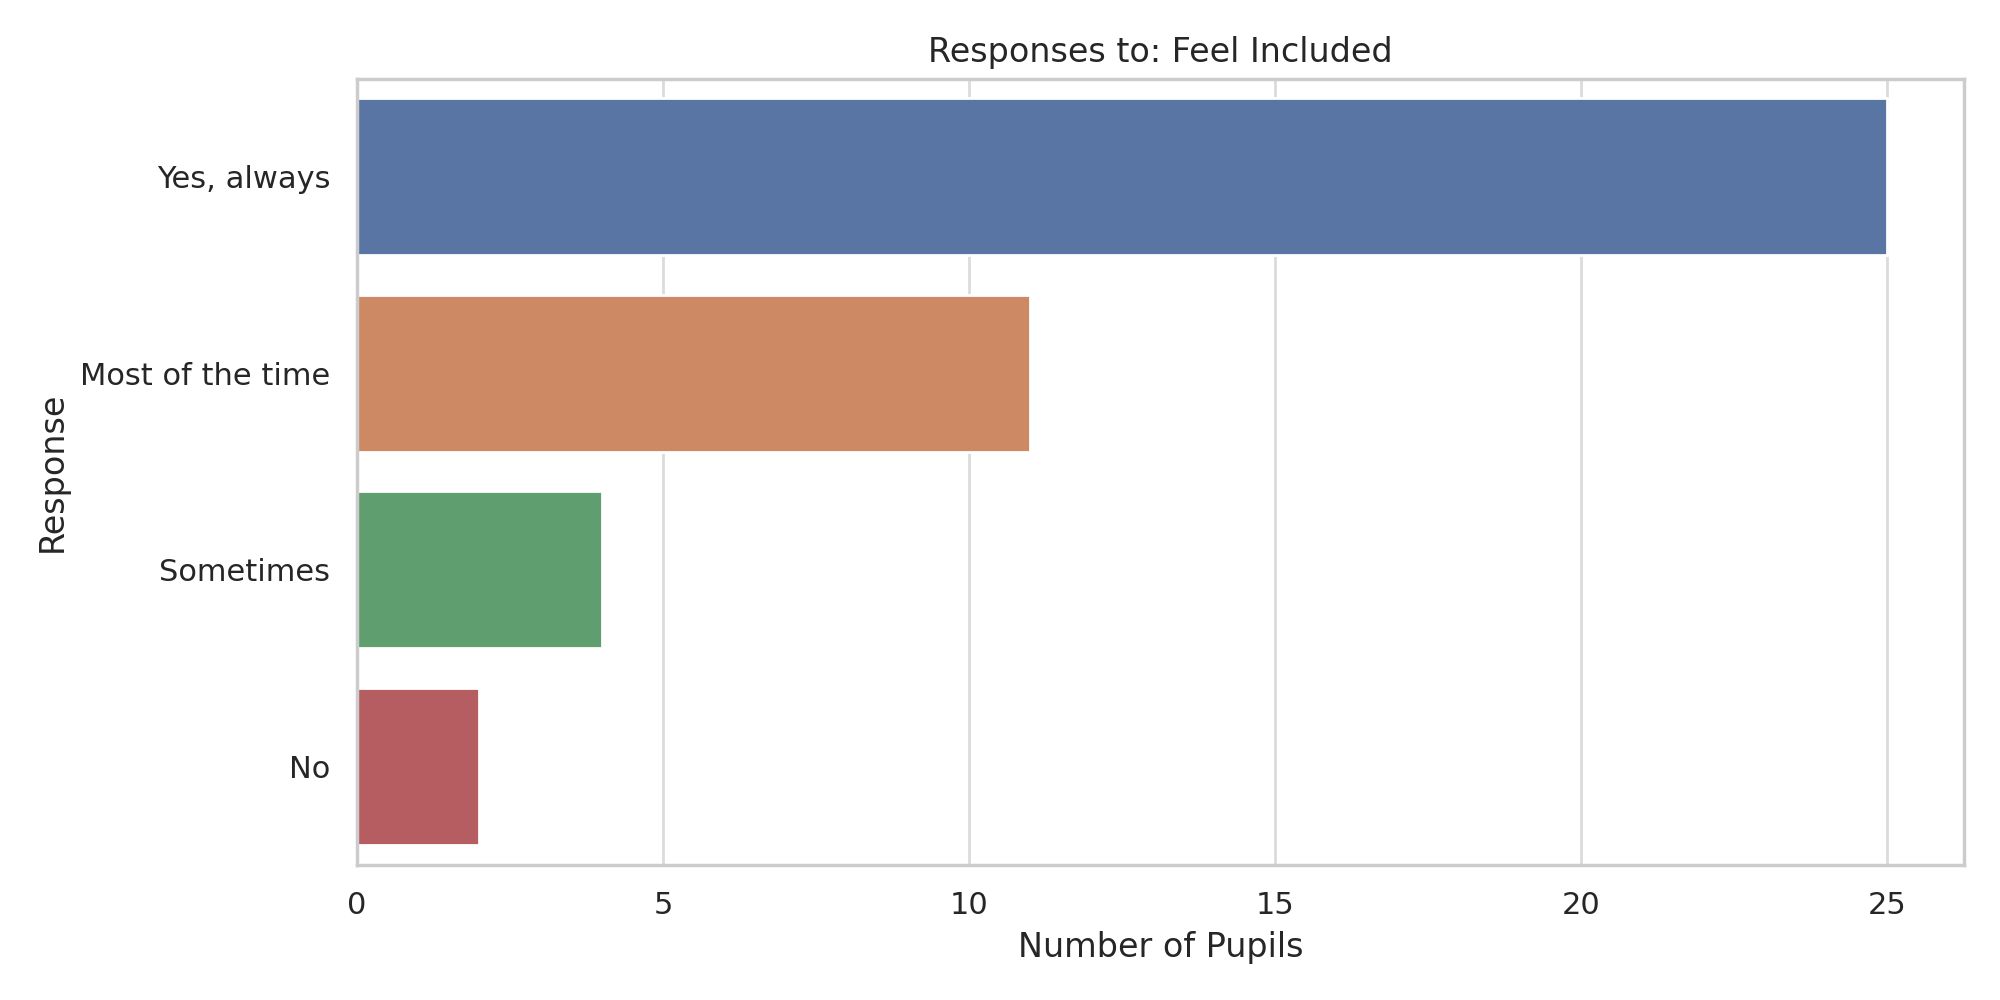 Responses to: Feel Included
Response
Yes, always
Most of the time
Sometimes
No
0 5 10 15 20 25
Number of Pupils